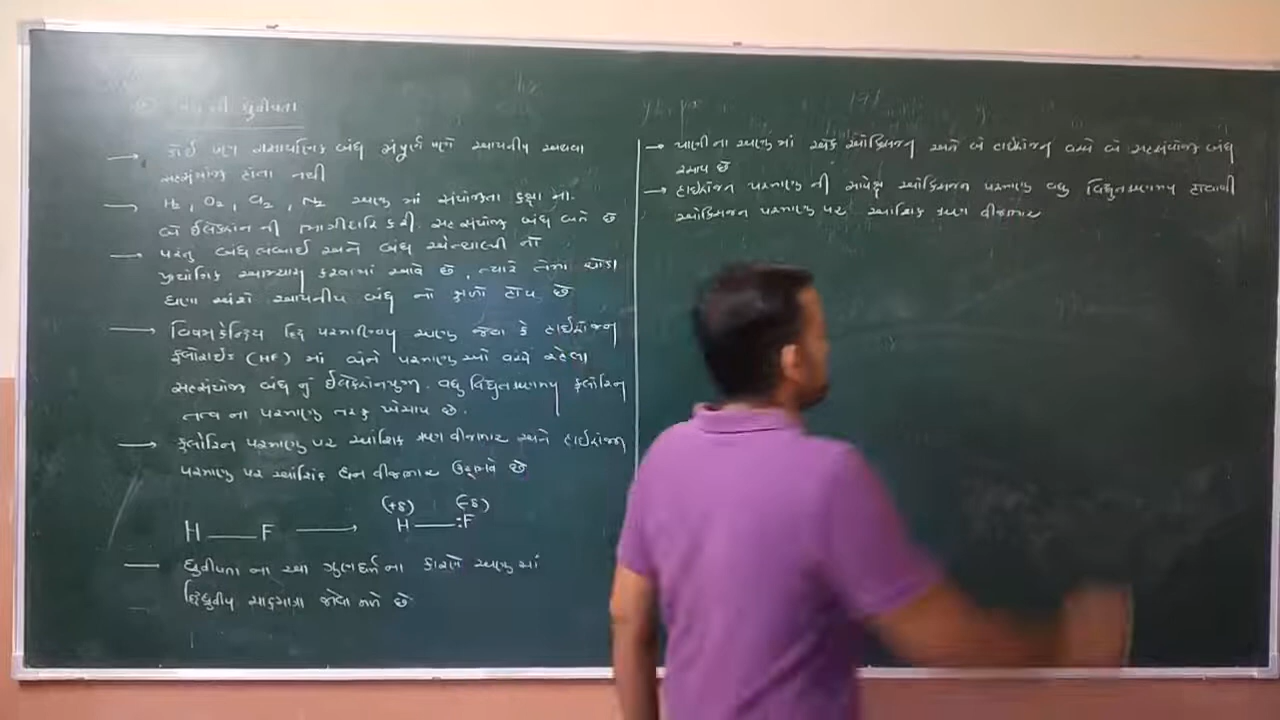 ની ધ્રુવીયતા
→ કોઈ પણ રાસાયણિક બંધ સંપૂર્ણ પણે આયનીય અથવા
સહસંયોજક હોતા નથી
→ H₂, O₂, Cl₂, N₂ અણુ માં સંયોજકતા કક્ષા ના
બે ઈલેક્ટ્રોન ની ભાગીદારી કરી સહસંયોજક બંધ બને છે
→ પરંતુ બંધ લંબાઈ અને બંધ એન્થાલ્પી નો
પ્રાયોગિક અભ્યાસ કરવામાં આવે છે, ત્યારે તેમાં થોડા
ઘણા અંશે આયનીય બંધ નો ફાળો હોય છે
→ વિષમકેન્દ્રિય દ્વિ પરમાણ્વિય અણુ જેવા કે હાઈડ્રોજન
ફ્લોરાઇડ (HF) માં બંને પરમાણુઓ વચ્ચે રહેલા
સહસંયોજક બંધ નું ઈલેક્ટ્રોનયુગ્મ વધુ વિદ્યુતઋણમય ફ્લોરિન
તત્વ ના પરમાણુ તરફ ખેંચાય છે.
→ ફ્લોરિન પરમાણુ પર આંશિક ઋણ વીજભાર અને હાઈડ્રોજન
પરમાણુ પર આંશિક ધન વીજભાર ઉદ્ભવે છે
(+δ) (-δ)
H — F → H — :F
— ધ્રુવીયતા ના આ ગુણધર્મ ના કારણે અણુ માં
દ્વિધ્રુવીય ચાકમાત્રા જોવા મળે છે
→ પાણી ના અણુ માં એક ઓક્સિજન અને બે હાઈડ્રોજન વચ્ચે બે સહસંયોજક બંધ
રચાય છે
→ હાઈડ્રોજન પરમાણુ ની સાપેક્ષ ઓક્સિજન પરમાણુ વધુ વિદ્યુતઋણમય હોવાથી
ઓક્સિજન પરમાણુ પર આંશિક ઋણ વીજભાર